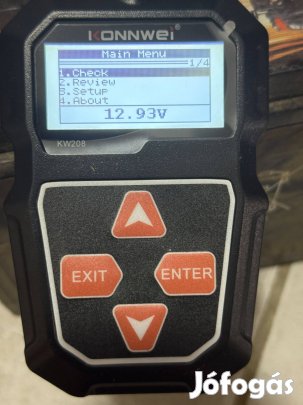 KONNWEI
Main Menu
1/4
1.Check
2.Review
3.Setup
4.About
12.93V
KW208
EXIT
ENTER
Jófogás